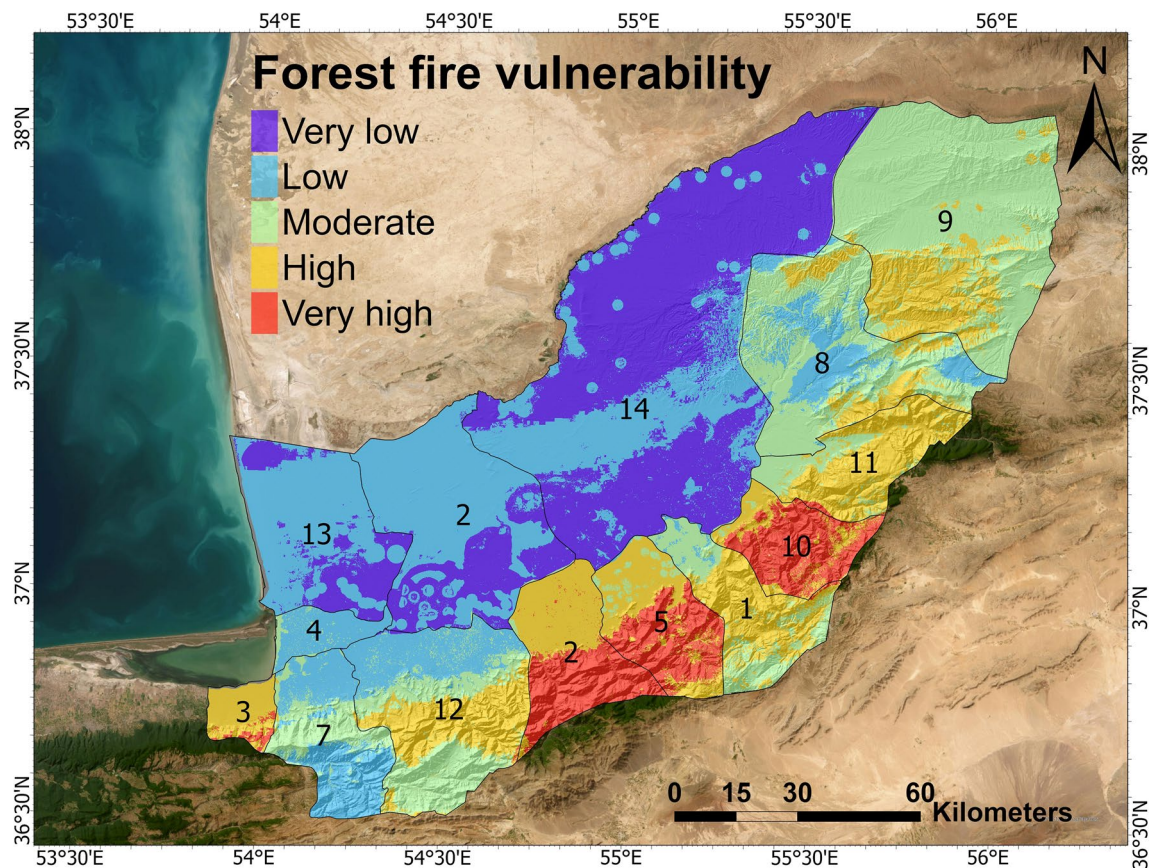 53°30'E 54°E 54°30'E 55°E 55°30'E 56°E
Forest fire vulnerability
Very low
Low
Moderate
High
Very high
N
38°N
38°N
37°30'N
37°30'N
37°N
37°N
36°30'N
36°30'N
9
8
14
11
2
13
10
1
5
4
2
3
12
7
0 15 30 60
Kilometers
53°30'E 54°E 54°30'E 55°E 55°30'E 56°E